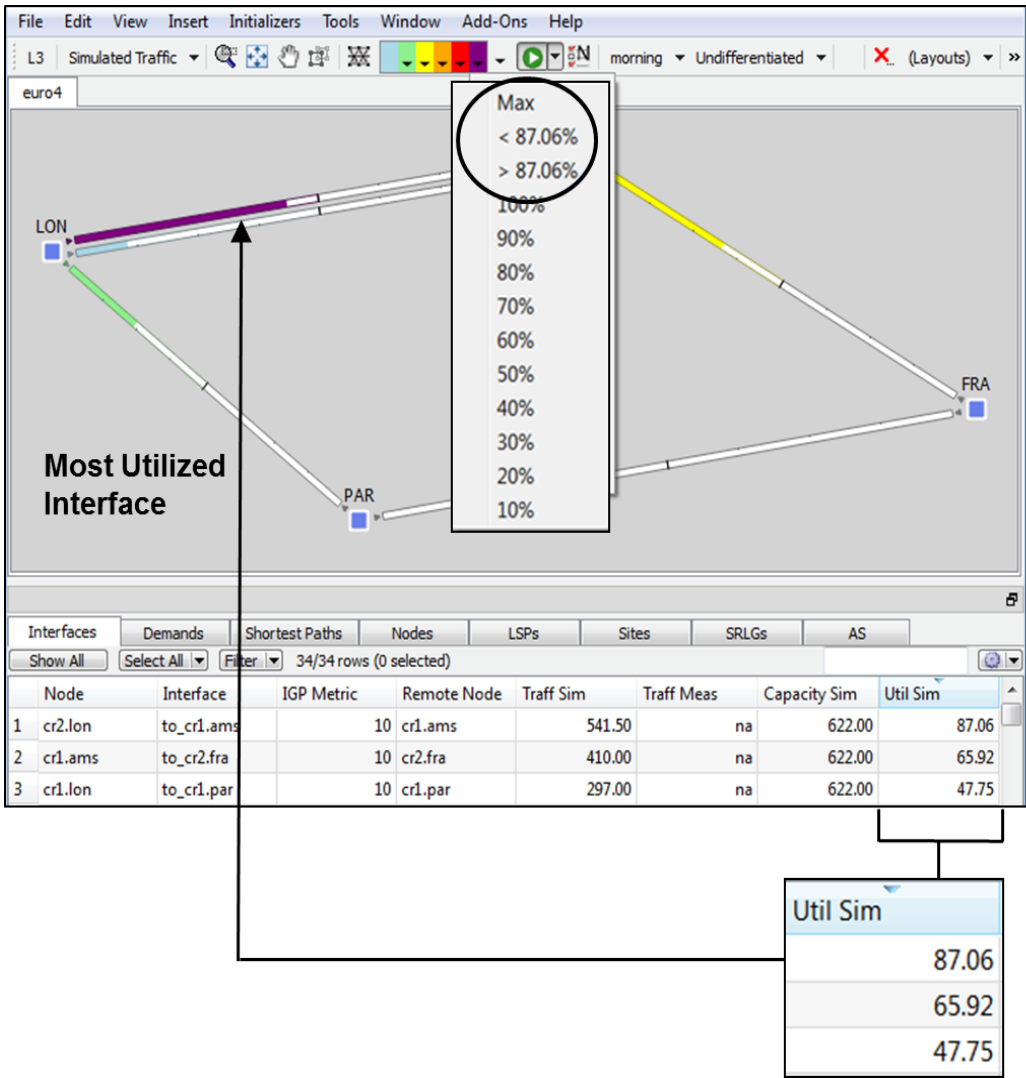 File Edit View Insert Initializers Tools Window Add-Ons Help
L3 Simulated Traffic N morning Undifferentiated (Layouts) »
euro4
Max
< 87.06%
> 87.06%
100%
90%
80%
70%
60%
50%
40%
30%
20%
10%
LON
FRA
Most Utilized
Interface
PAR
Interfaces Demands Shortest Paths Nodes LSPs Sites SRLGs AS
Show All Select All Filter 34/34 rows (0 selected)
Node Interface IGP Metric Remote Node Traff Sim Traff Meas Capacity Sim Util Sim
1 cr2.lon to_cr1.ams 10 cr1.ams 541.50 na 622.00 87.06
2 cr1.ams to_cr2.fra 10 cr2.fra 410.00 na 622.00 65.92
3 cr1.lon to_cr1.par 10 cr1.par 297.00 na 622.00 47.75
Util Sim
87.06
65.92
47.75